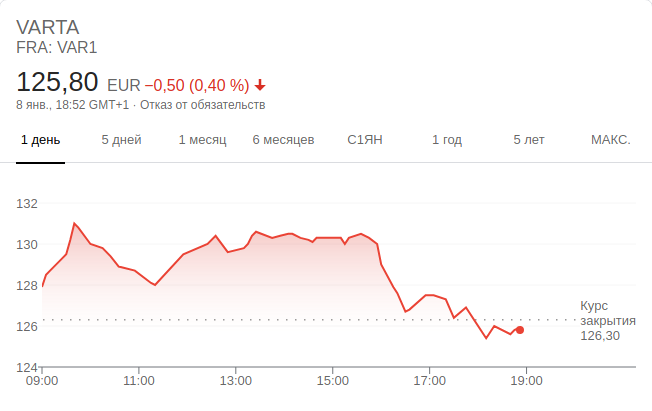 VARTA
FRA: VAR1
125,80 EUR −0,50 (0,40 %)
8 янв., 18:52 GMT+1 · Отказ от обязательств
1 день 5 дней 1 месяц 6 месяцев С1ЯН 1 год 5 лет МАКС.
132
130
128
126
124
Курс
закрытия
126,30
09:00 11:00 13:00 15:00 17:00 19:00